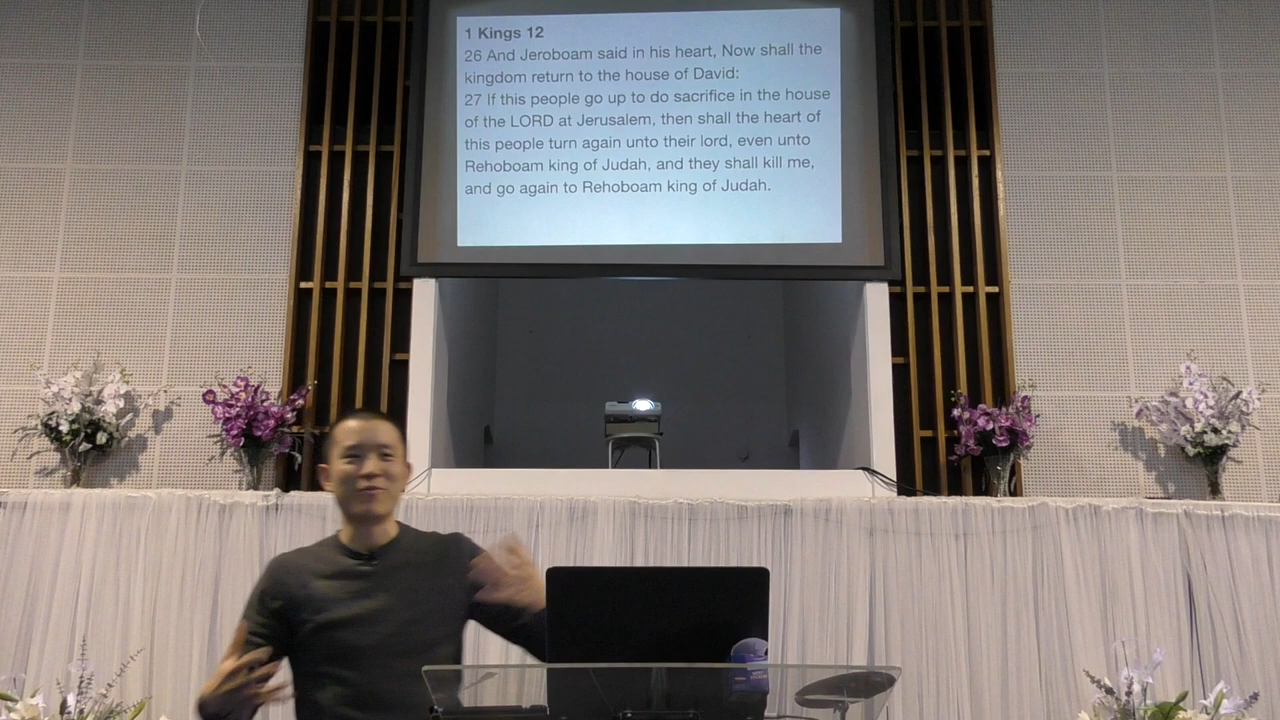 1 Kings 12
26 And Jeroboam said in his heart, Now shall the
kingdom return to the house of David:
27 If this people go up to do sacrifice in the house
of the LORD at Jerusalem, then shall the heart of
this people turn again unto their lord, even unto
Rehoboam king of Judah, and they shall kill me,
and go again to Rehoboam king of Judah.